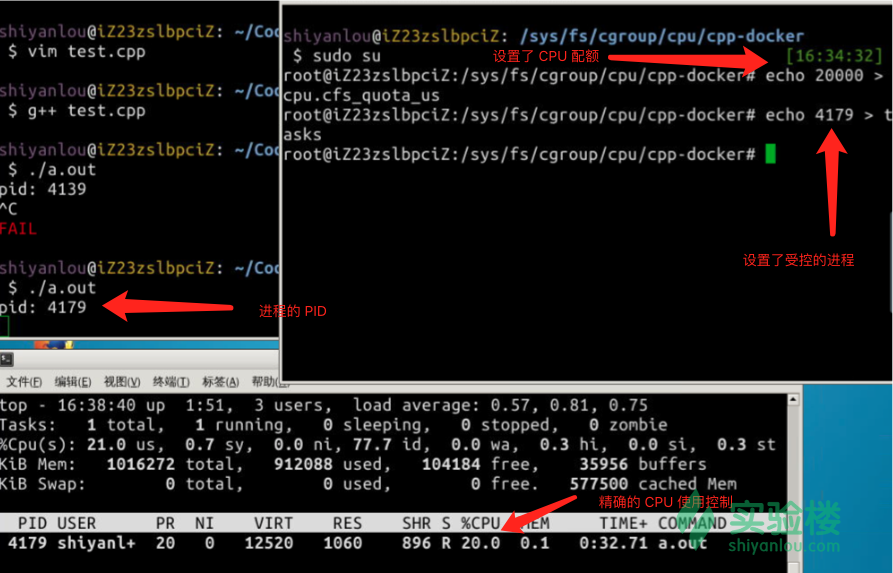 shiyanlou@iZ23zslbpciZ: ~/Coc
$ vim test.cpp
shiyanlou@iZ23zslbpciZ: ~/Coc
$ g++ test.cpp
shiyanlou@iZ23zslbpciZ: ~/Coc
$ ./a.out
pid: 4139
^C
FAIL
shiyanlou@iZ23zslbpciZ: ~/Coc
$ ./a.out
pid: 4179
进程的 PID
shiyanlou@iZ23zslbpciZ: /sys/fs/cgroup/cpu/cpp-docker
$ sudo su
设置了 CPU 配额
[16:34:32]
root@iZ23zslbpciZ:/sys/fs/cgroup/cpu/cpp-docker# echo 20000 >
cpu.cfs_quota_us
root@iZ23zslbpciZ:/sys/fs/cgroup/cpu/cpp-docker# echo 4179 > t
asks
root@iZ23zslbpciZ:/sys/fs/cgroup/cpu/cpp-docker#
设置了受控的进程
文件(F) 编辑(E) 视图(V) 终端(T) 标签(A) 帮助
top - 16:38:40 up 1:51, 3 users, load average: 0.57, 0.81, 0.75
Tasks: 1 total, 1 running, 0 sleeping, 0 stopped, 0 zombie
%Cpu(s): 21.0 us, 0.7 sy, 0.0 ni, 77.7 id, 0.0 wa, 0.3 hi, 0.0 si, 0.3 st
KiB Mem: 1016272 total, 912088 used, 104184 free, 35956 buffers
KiB Swap: 0 total, 0 used, 0 free. 577500 cached Mem
精确的 CPU 使用控制
PID USER PR NI VIRT RES SHR S %CPU %MEM TIME+ COMMAND
4179 shiyanl+ 20 0 12520 1060 896 R 20.0 0.1 0:32.71 a.out
实验楼
shiyanlou.com